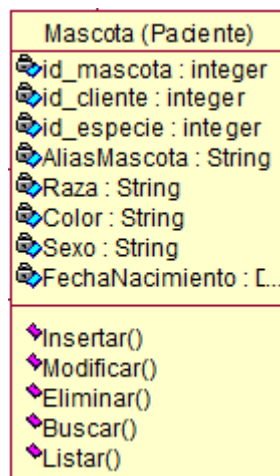 Mascota (Paciente)
id_mascota : integer
id_cliente : integer
id_especie : integer
AliasMascota : String
Raza : String
Color : String
Sexo : String
FechaNacimiento : D...
Insertar()
Modificar()
Eliminar()
Buscar()
Listar()